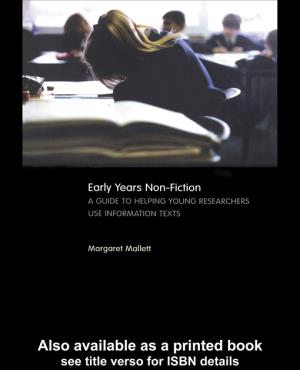 Early Years Non-Fiction
A GUIDE TO HELPING YOUNG RESEARCHERS
USE INFORMATION TEXTS
Margaret Mallett
Also available as a printed book
see title verso for ISBN details